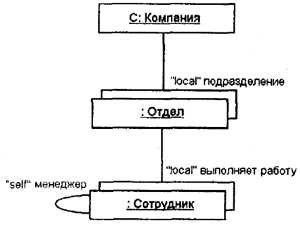 С: Компания
"local" подразделение
: Отдел
"local" выполняет работу
"self" менеджер
: Сотрудник